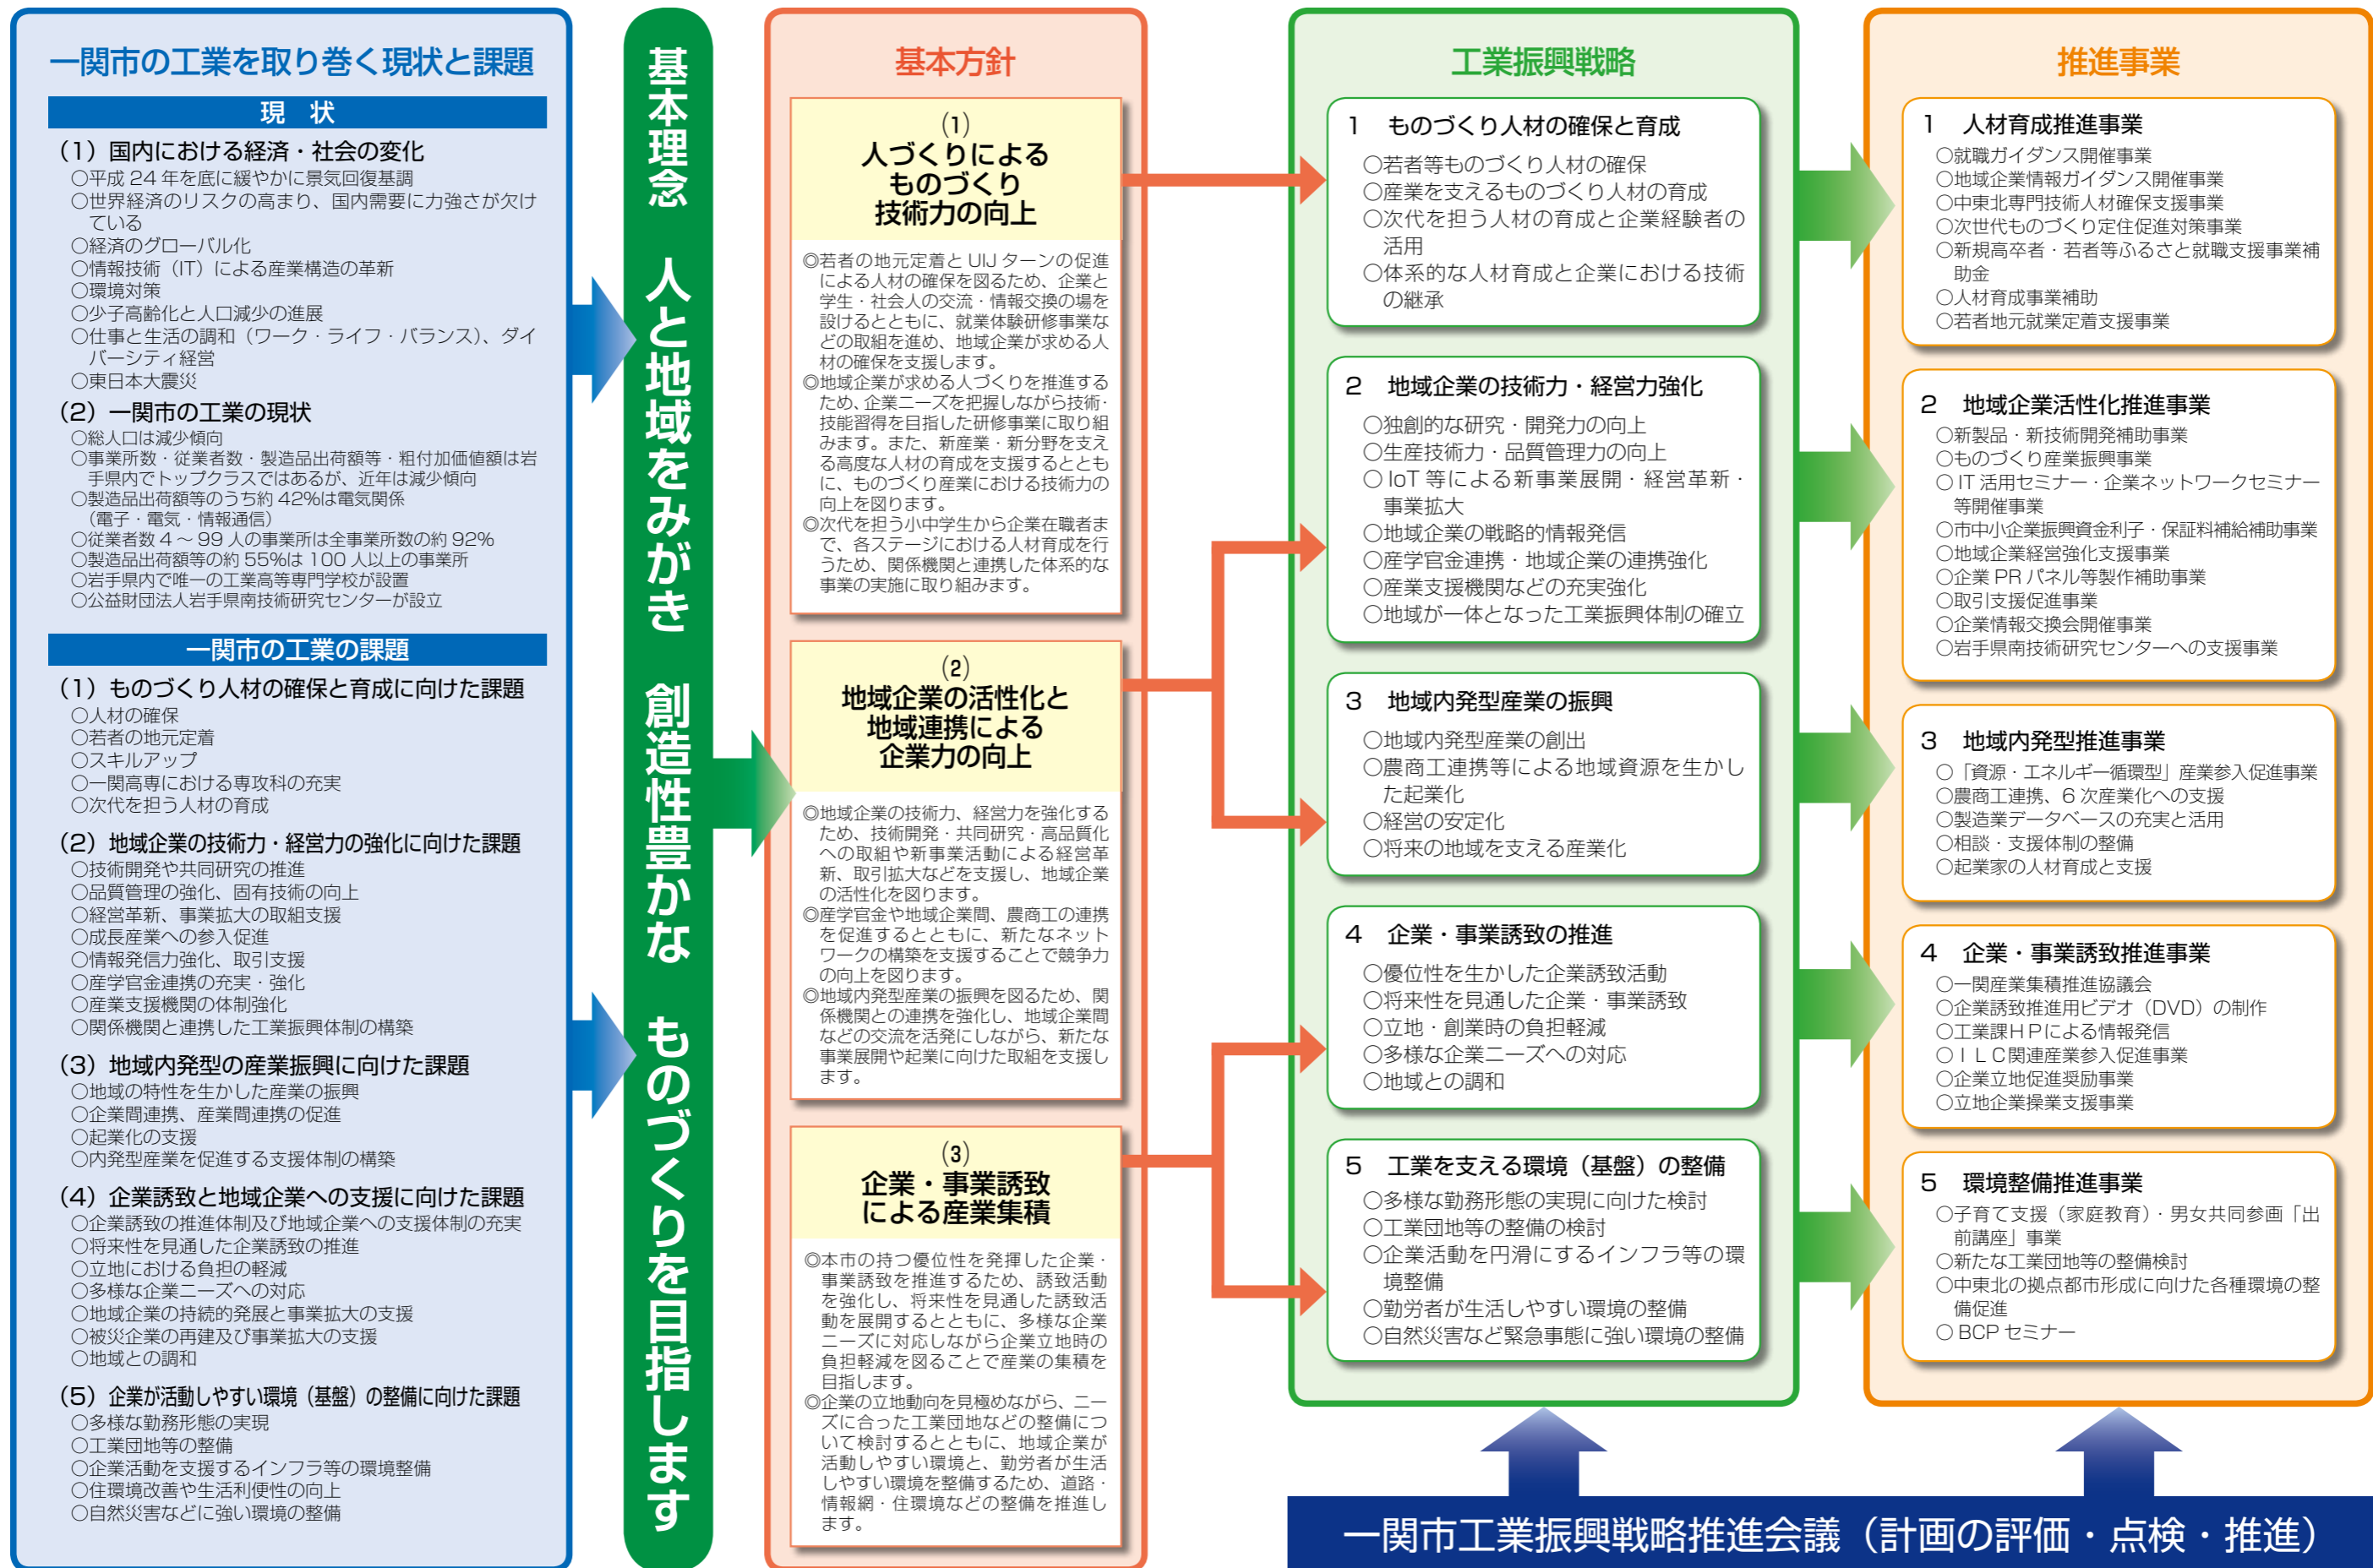 一関市の工業を取り巻く現状と課題
現　状
（1）国内における経済・社会の変化
○平成 24 年を底に緩やかに景気回復基調
○世界経済のリスクの高まり、国内需要に力強さが欠け
ている
○経済のグローバル化
○情報技術（IT）による産業構造の革新
○環境対策
○少子高齢化と人口減少の進展
○仕事と生活の調和（ワーク・ライフ・バランス）、ダイ
バーシティ経営
○東日本大震災
（2）一関市の工業の現状
○総人口は減少傾向
○事業所数・従業者数・製造品出荷額等・粗付加価値額は岩
手県内でトップクラスではあるが、近年は減少傾向
○製造品出荷額等のうち約 42%は電気関係
（電子・電気・情報通信）
○従業者数 4 ～ 99 人の事業所は全事業所数の約 92%
○製造品出荷額等の約 55%は 100 人以上の事業所
○岩手県内で唯一の工業高等専門学校が設置
○公益財団法人岩手県南技術研究センターが設立
一関市の工業の課題
（1）ものづくり人材の確保と育成に向けた課題
○人材の確保
○若者の地元定着
○スキルアップ
○一関高専における専攻科の充実
○次代を担う人材の育成
（2）地域企業の技術力・経営力の強化に向けた課題
○技術開発や共同研究の推進
○品質管理の強化、固有技術の向上
○経営革新、事業拡大の取組支援
○成長産業への参入促進
○情報発信力強化、取引支援
○産学官金連携の充実・強化
○産業支援機関の体制強化
○関係機関と連携した工業振興体制の構築
（3）地域内発型の産業振興に向けた課題
○地域の特性を生かした産業の振興
○企業間連携、産業間連携の促進
○起業化の支援
○内発型産業を促進する支援体制の構築
（4）企業誘致と地域企業への支援に向けた課題
○企業誘致の推進体制及び地域企業への支援体制の充実
○将来性を見通した企業誘致の推進
○立地における負担の軽減
○多様な企業ニーズへの対応
○地域企業の持続的発展と事業拡大の支援
○被災企業の再建及び事業拡大の支援
○地域との調和
（5）企業が活動しやすい環境（基盤）の整備に向けた課題
○多様な勤務形態の実現
○工業団地等の整備
○企業活動を支援するインフラ等の環境整備
○住環境改善や生活利便性の向上
○自然災害などに強い環境の整備
基本理念　人と地域をみがき　創造性豊かな　ものづくりを目指します
基本方針
（1）
人づくりによる
ものづくり
技術力の向上
◎若者の地元定着と UIJ ターンの促進
による人材の確保を図るため、企業と
学生・社会人の交流・情報交換の場を
設けるとともに、就業体験研修事業な
どの取組を進め、地域企業が求める人
材の確保を支援します。
◎地域企業が求める人づくりを推進する
ため、企業ニーズを把握しながら技術・
技能習得を目指した研修事業に取り組
みます。また、新産業・新分野を支え
る高度な人材の育成を支援するととも
に、ものづくり産業における技術力の
向上を図ります。
◎次代を担う小中学生から企業在職者ま
で、各ステージにおける人材育成を行
うため、関係機関と連携した体系的な
事業の実施に取り組みます。
（2）
地域企業の活性化と
地域連携による
企業力の向上
◎地域企業の技術力、経営力を強化する
ため、技術開発・共同研究・高品質化
への取組や新事業活動による経営革
新、取引拡大などを支援し、地域企業
の活性化を図ります。
◎産学官金や地域企業間、農商工の連携
を促進するとともに、新たなネット
ワークの構築を支援することで競争力
の向上を図ります。
◎地域内発型産業の振興を図るため、関
係機関との連携を強化し、地域企業間
などの交流を活発にしながら、新たな
事業展開や起業に向けた取組を支援し
ます。
（3）
企業・事業誘致
による産業集積
◎本市の持つ優位性を発揮した企業・
事業誘致を推進するため、誘致活動
を強化し、将来性を見通した誘致活
動を展開するとともに、多様な企業
ニーズに対応しながら企業立地時の
負担軽減を図ることで産業の集積を
目指します。
◎企業の立地動向を見極めながら、ニー
ズに合った工業団地などの整備につ
いて検討するとともに、地域企業が
活動しやすい環境と、勤労者が生活
しやすい環境を整備するため、道路・
情報網・住環境などの整備を推進し
ます。
工業振興戦略
1　ものづくり人材の確保と育成
○若者等ものづくり人材の確保
○産業を支えるものづくり人材の育成
○次代を担う人材の育成と企業経験者の
活用
○体系的な人材育成と企業における技術
の継承
2　地域企業の技術力・経営力強化
○独創的な研究・開発力の向上
○生産技術力・品質管理力の向上
○ IoT 等による新事業展開・経営革新・
事業拡大
○地域企業の戦略的情報発信
○産学官金連携・地域企業の連携強化
○産業支援機関などの充実強化
○地域が一体となった工業振興体制の確立
3　地域内発型産業の振興
○地域内発型産業の創出
○農商工連携等による地域資源を生かし
た起業化
○経営の安定化
○将来の地域を支える産業化
4　企業・事業誘致の推進
○優位性を生かした企業誘致活動
○将来性を見通した企業・事業誘致
○立地・創業時の負担軽減
○多様な企業ニーズへの対応
○地域との調和
5　工業を支える環境（基盤）の整備
○多様な勤務形態の実現に向けた検討
○工業団地等の整備の検討
○企業活動を円滑にするインフラ等の環
境整備
○勤労者が生活しやすい環境の整備
○自然災害など緊急事態に強い環境の整備
推進事業
1　人材育成推進事業
○就職ガイダンス開催事業
○地域企業情報ガイダンス開催事業
○中東北専門技術人材確保支援事業
○次世代ものづくり定住促進対策事業
○新規高卒者・若者等ふるさと就職支援事業補
助金
○人材育成事業補助
○若者地元就業定着支援事業
2　地域企業活性化推進事業
○新製品・新技術開発補助事業
○ものづくり産業振興事業
○ IT 活用セミナー・企業ネットワークセミナー
等開催事業
○市中小企業振興資金利子・保証料補給補助事業
○地域企業経営強化支援事業
○企業 PR パネル等製作補助事業
○取引支援促進事業
○企業情報交換会開催事業
○岩手県南技術研究センターへの支援事業
3　地域内発型推進事業
○「資源・エネルギー循環型」産業参入促進事業
○農商工連携、6 次産業化への支援
○製造業データベースの充実と活用
○相談・支援体制の整備
○起業家の人材育成と支援
4　企業・事業誘致推進事業
○一関産業集積推進協議会
○企業誘致推進用ビデオ（DVD）の制作
○工業課ＨＰによる情報発信
○ＩＬＣ関連産業参入促進事業
○企業立地促進奨励事業
○立地企業操業支援事業
5　環境整備推進事業
○子育て支援（家庭教育）・男女共同参画「出
前講座」事業
○新たな工業団地等の整備検討
○中東北の拠点都市形成に向けた各種環境の整
備促進
○ BCP セミナー
一関市工業振興戦略推進会議（計画の評価・点検・推進）